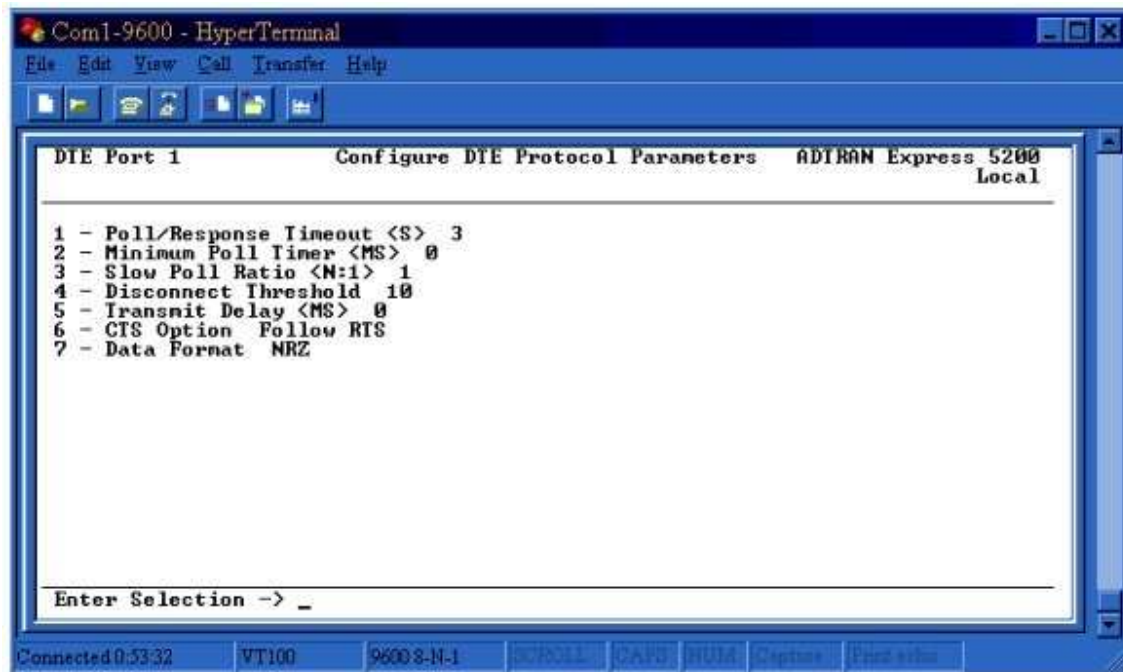 Com1-9600 - HyperTerminal
File Edit View Call Transfer Help
DTE Port 1 Configure DTE Protocol Parameters ADTRAN Express 5200
Local
1 - Poll/Response Timeout <S> 3
2 - Minimum Poll Timer <MS> 0
3 - Slow Poll Ratio <N:1> 1
4 - Disconnect Threshold 10
5 - Transmit Delay <MS> 0
6 - CTS Option Follow RTS
7 - Data Format NRZ
Enter Selection -> _
Connected 0:53:32 VT100 9600 8-N-1 SCROLL CAPS NUM Capture Print echo